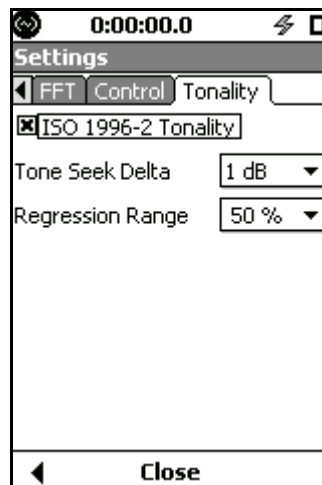 0:00:00.0
Settings
FFT Control Tonality
ISO 1996-2 Tonality
Tone Seek Delta 1 dB
Regression Range 50 %
Close